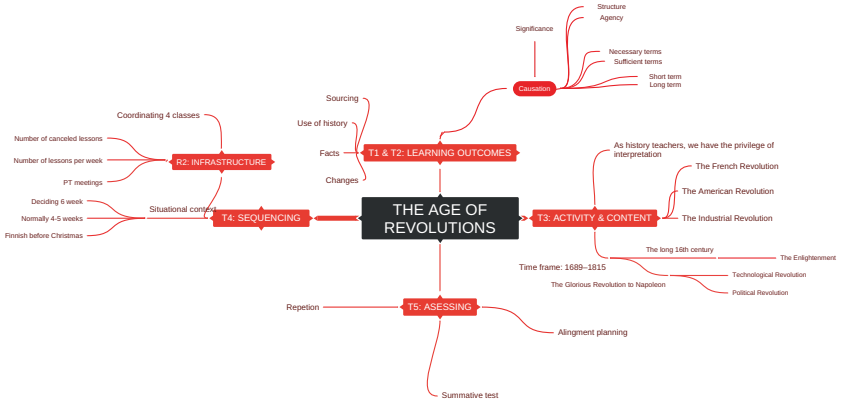 Structure
Agency
Significance
Necessary terms
Sufficient terms
Short term
Long term
Causation
Sourcing
Use of history
Facts
Changes
T1 & T2: LEARNING OUTCOMES
Coordinating 4 classes
Number of canceled lessons
Number of lessons per week
PT meetings
R2: INFRASTRUCTURE
Deciding 6 week
Situational context
Normally 4-5 weeks
Finnish before Christmas
T4: SEQUENCING
THE AGE OF
REVOLUTIONS
T3: ACTIVITY & CONTENT
As history teachers, we have the privilege of
interpretation
The French Revolution
The American Revolution
The Industrial Revolution
The long 16th century
The Enlightenment
Time frame: 1689–1815
The Glorious Revolution to Napoleon
Technological Revolution
Political Revolution
T5: ASESSING
Repetion
Alingment planning
Summative test